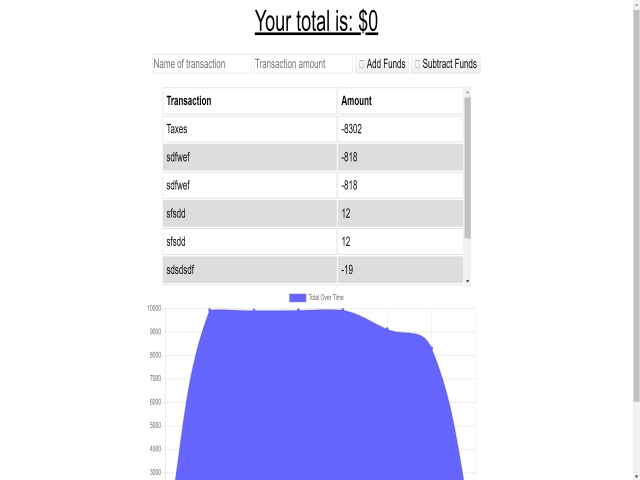 Your total is: $0
Name of transaction Transaction amount Add Funds Subtract Funds
Transaction Amount
Taxes -8302
sdfwef -818
sdfwef -818
sfsdd 12
sfsdd 12
sdsdsdf -19
Total Over Time
10000
9000
8000
7000
6000
5000
4000
3000